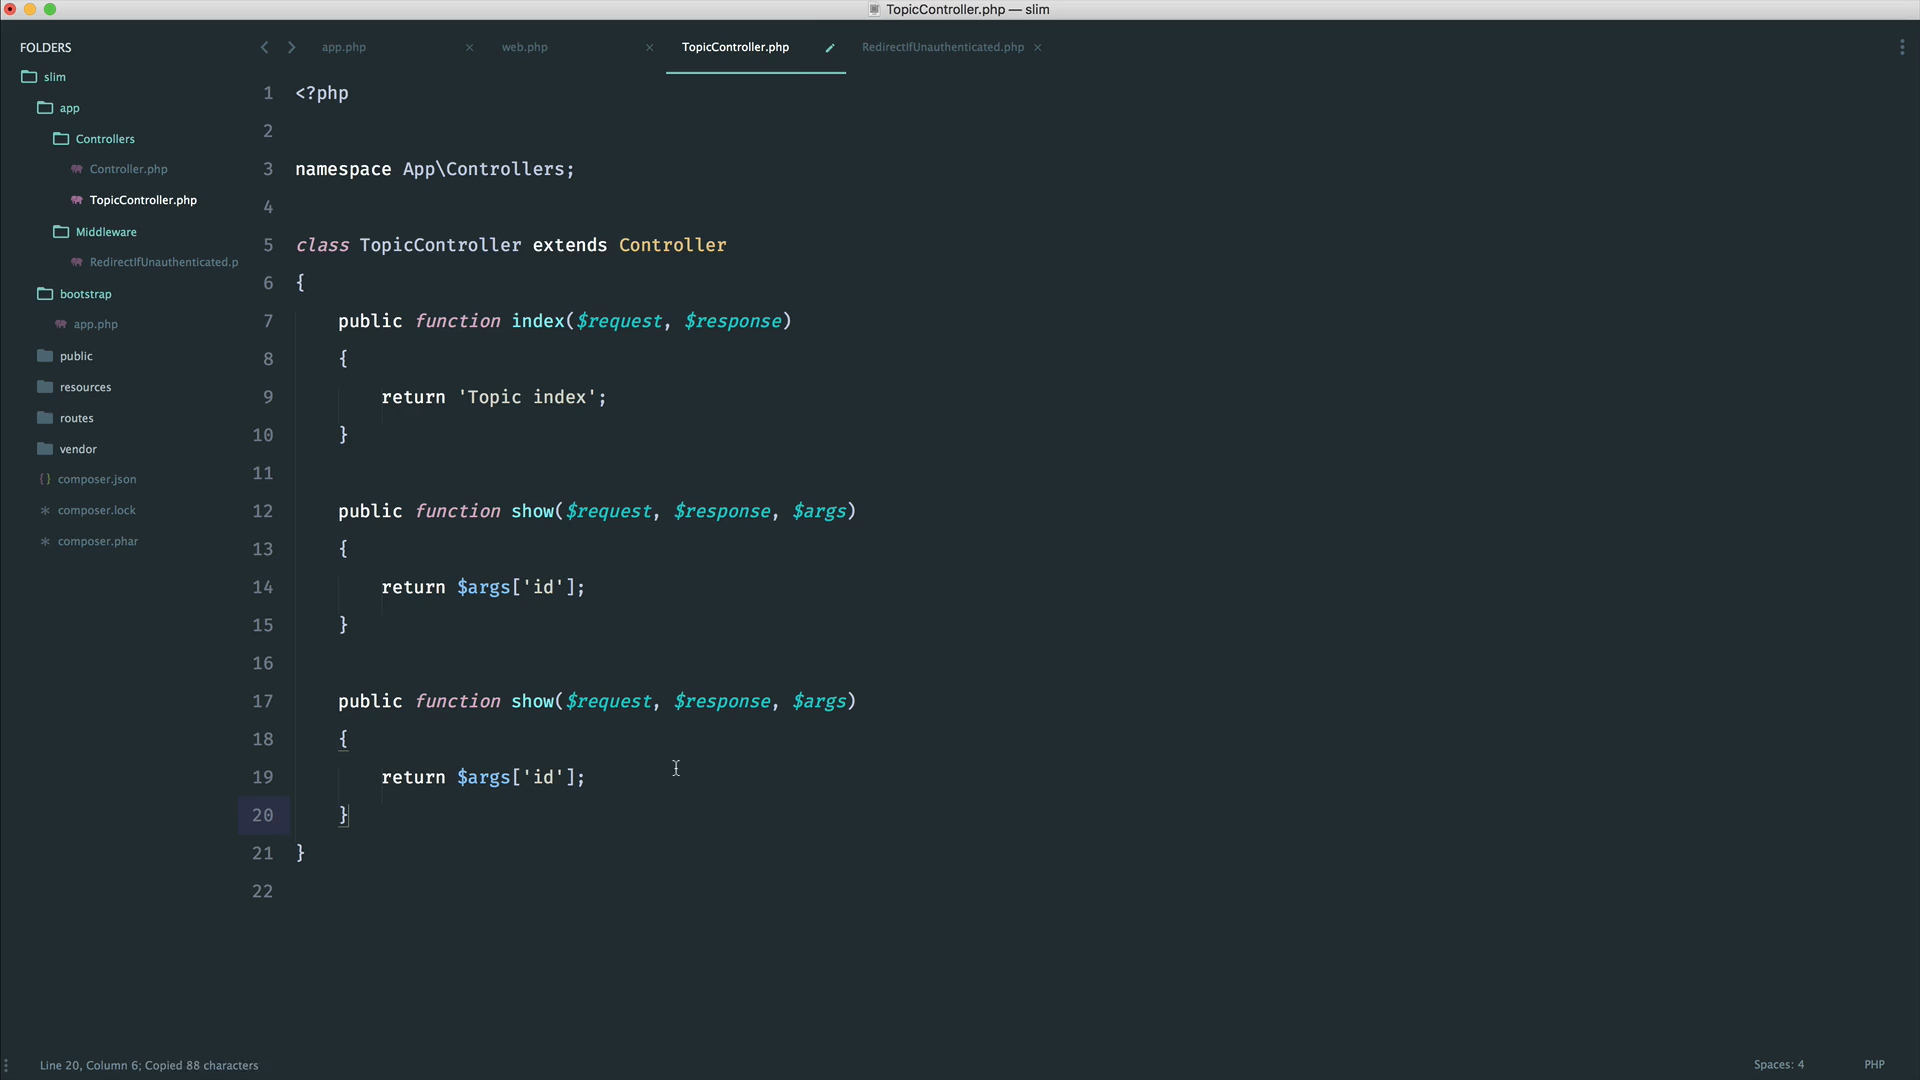 TopicController.php — slim
FOLDERS
slim
app
Controllers
Controller.php
TopicController.php
Middleware
RedirectIfUnauthenticated.p
bootstrap
app.php
public
resources
routes
vendor
composer.json
composer.lock
composer.phar
app.php
web.php
TopicController.php
RedirectIfUnauthenticated.php
1 <?php
2
3 namespace App\Controllers;
4
5 class TopicController extends Controller
6 {
7 public function index($request, $response)
8 {
9 return 'Topic index';
10 }
11
12 public function show($request, $response, $args)
13 {
14 return $args['id'];
15 }
16
17 public function show($request, $response, $args)
18 {
19 return $args['id'];
20 }
21 }
22
Line 20, Column 6; Copied 88 characters
Spaces: 4
PHP